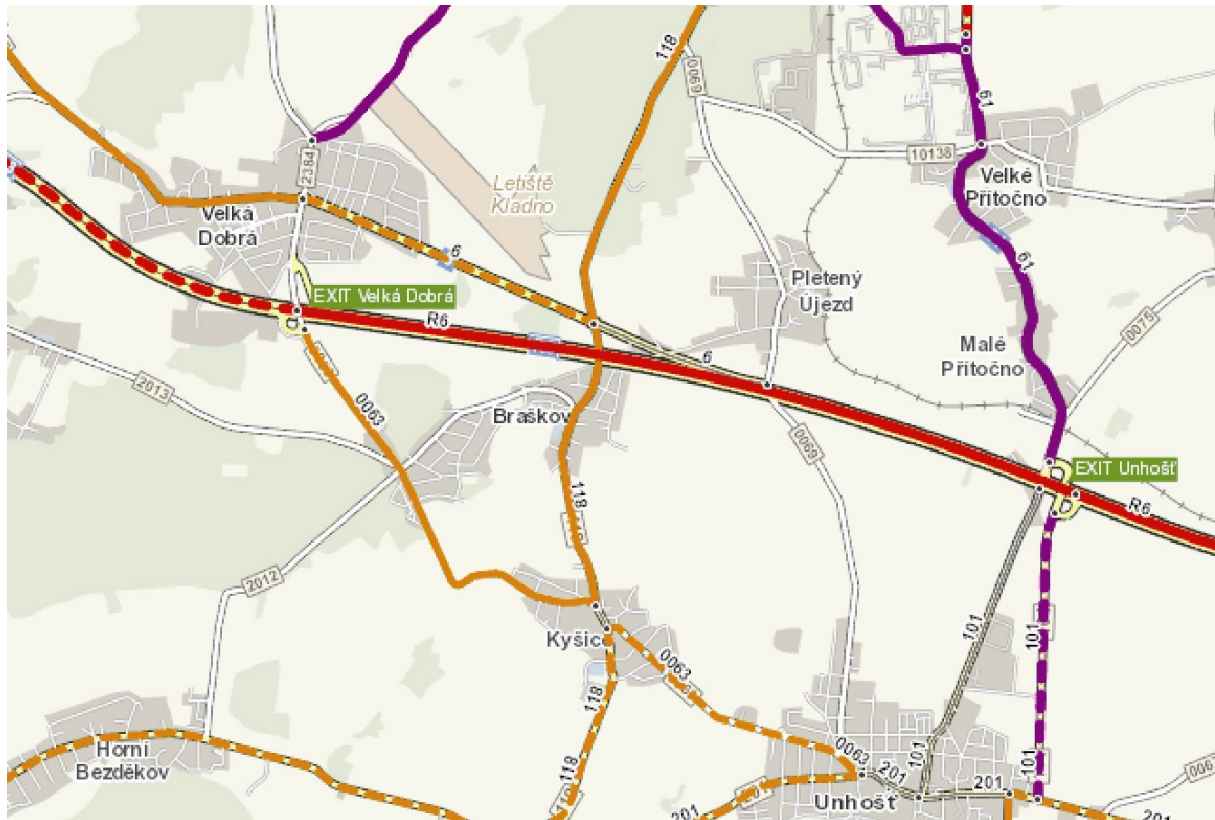 118
0069
61
10138
2384
Letiště
Kladno
Velké
Přítočno
Velká
Dobrá
6
61
Pletený
Újezd
EXIT Velká Dobrá
R6
0075
6
Malé
Přítočno
2013
0063
Braškov
0069
EXIT Unhošť
118
R6
2012
101
101
Kyšice
0063
118
Horní
Bezděkov
118
0063
101
101
201
201
Unhošť
201
201